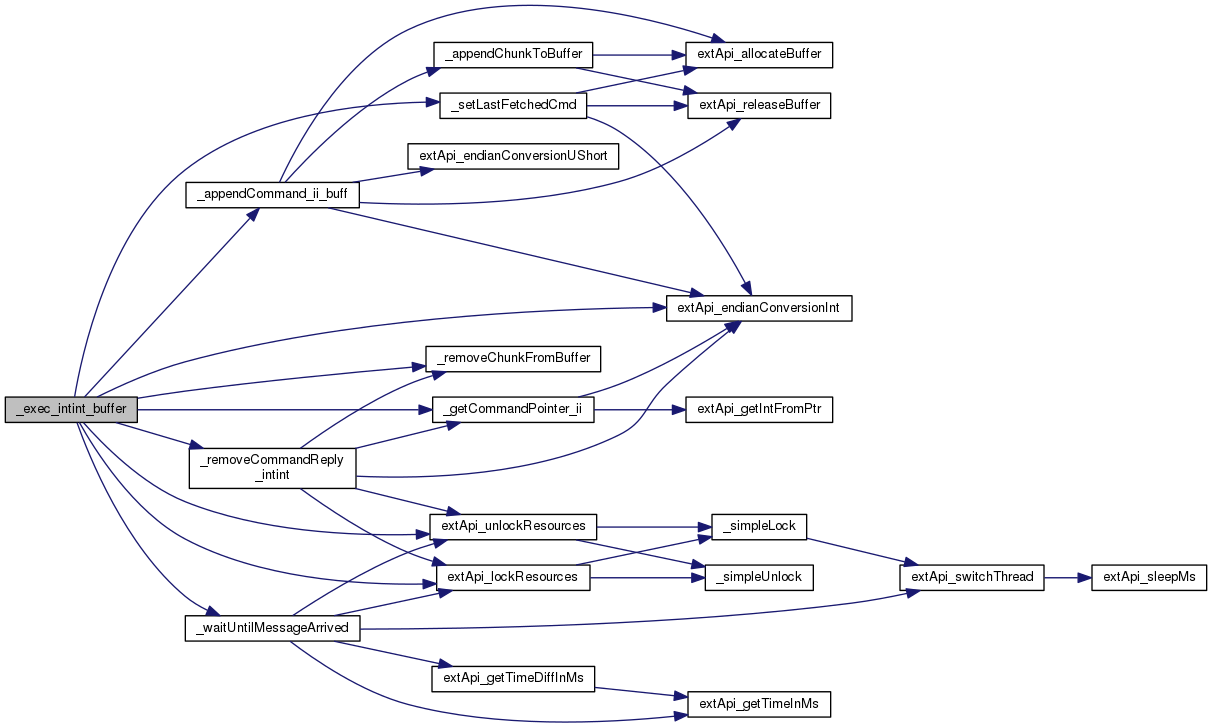 _appendChunkToBuffer
extApi_allocateBuffer
_setLastFetchedCmd
extApi_releaseBuffer
extApi_endianConversionUShort
_appendCommand_ii_buff
extApi_endianConversionInt
_removeChunkFromBuffer
_exec_intint_buffer
_getCommandPointer_ii
extApi_getIntFromPtr
_removeCommandReply
_intint
extApi_unlockResources
_simpleLock
extApi_lockResources
_simpleUnlock
extApi_switchThread
extApi_sleepMs
_waitUntilMessageArrived
extApi_getTimeDiffInMs
extApi_getTimeInMs